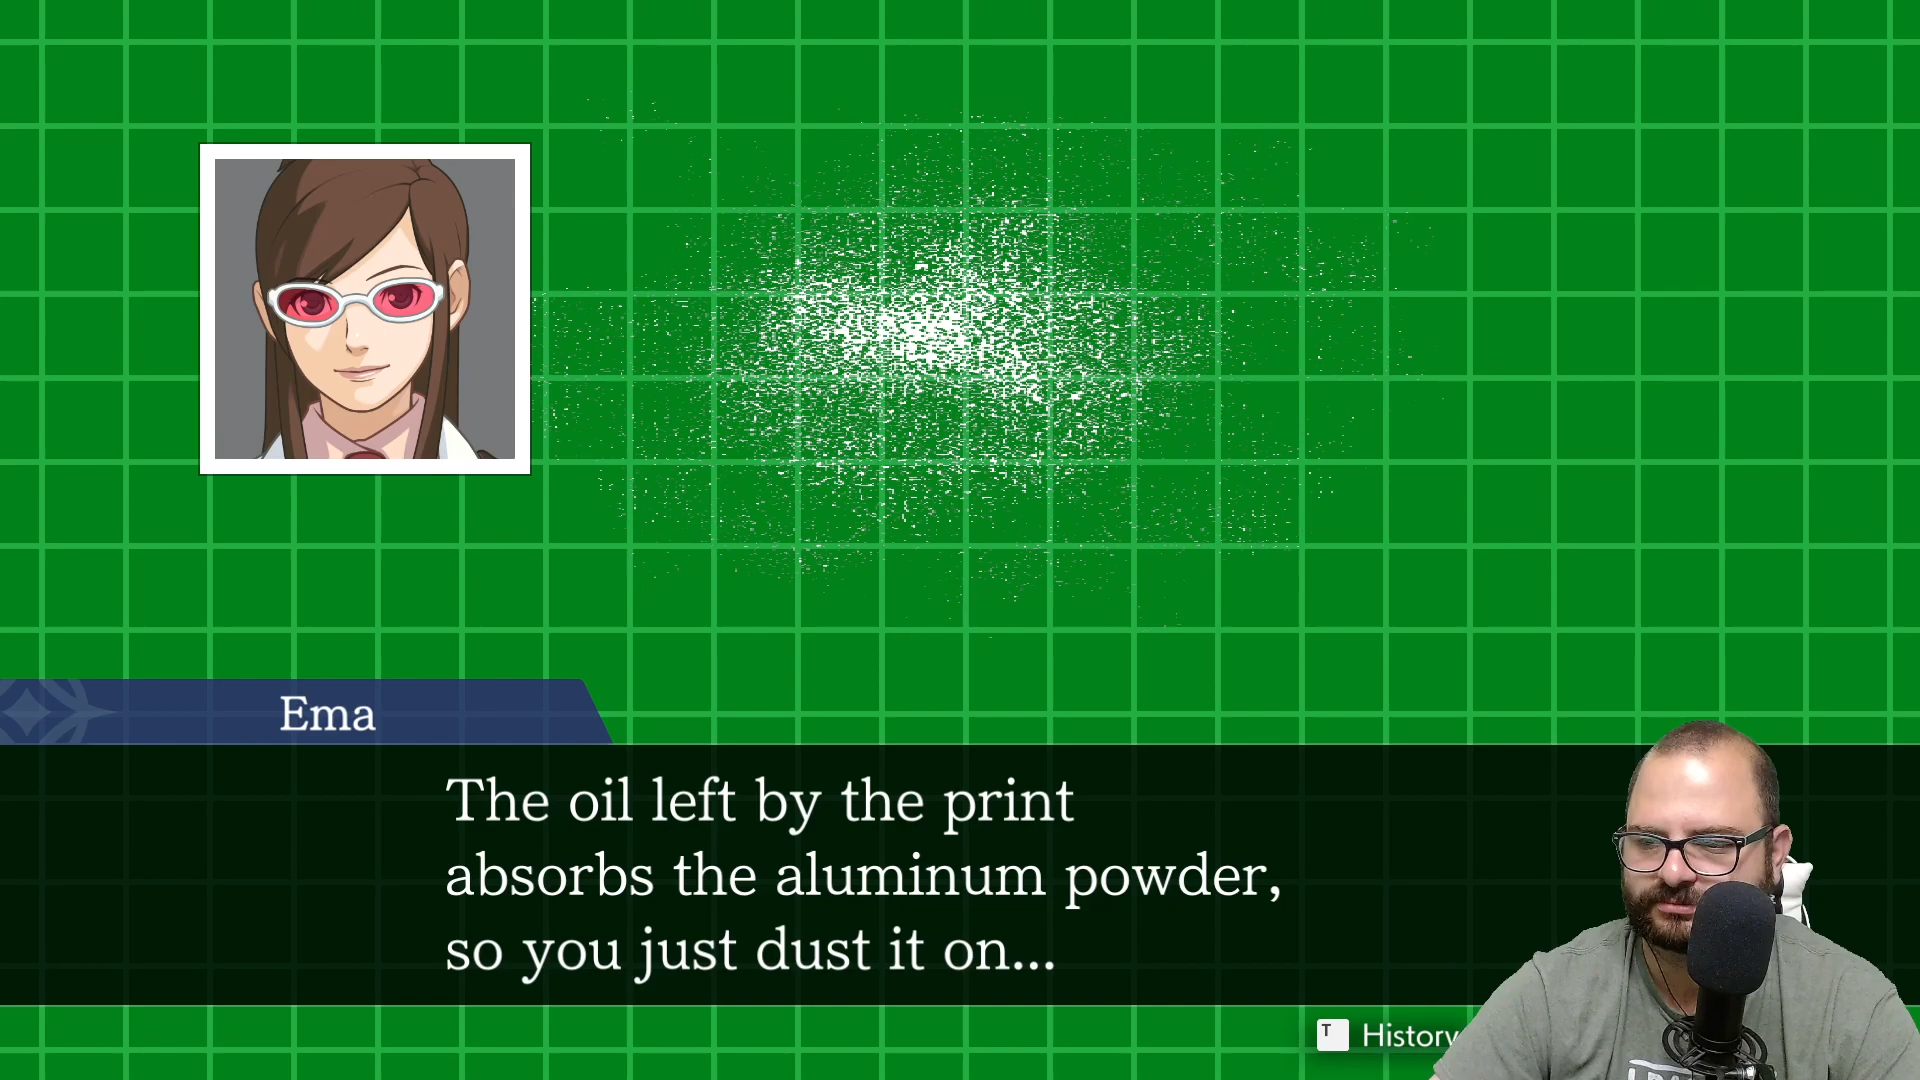 Ema
The oil left by the print
absorbs the aluminum powder,
so you just dust it on...
T
History